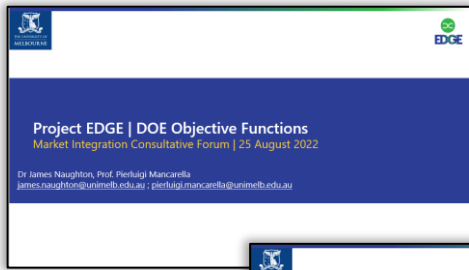 THE UNIVERSITY OF
MELBOURNE
EDGE
Project EDGE | DOE Objective Functions
Market Integration Consultative Forum | 25 August 2022
Dr James Naughton, Prof. Pierluigi Mancarella
james.naughton@unimelb.edu.au ; pierluigi.mancarella@unimelb.edu.au